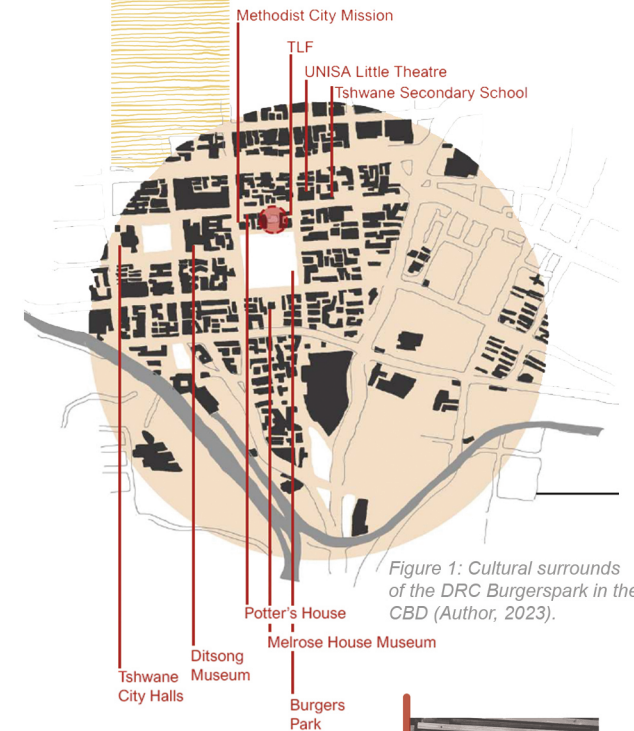 Methodist City Mission
TLF
UNISA Little Theatre
Tshwane Secondary School
Figure 1: Cultural surrounds
of the DRC Burgerspark in the
CBD (Author, 2023).
Potter's House
Melrose House Museum
Ditsong
Museum
Tshwane
City Halls
Burgers
Park